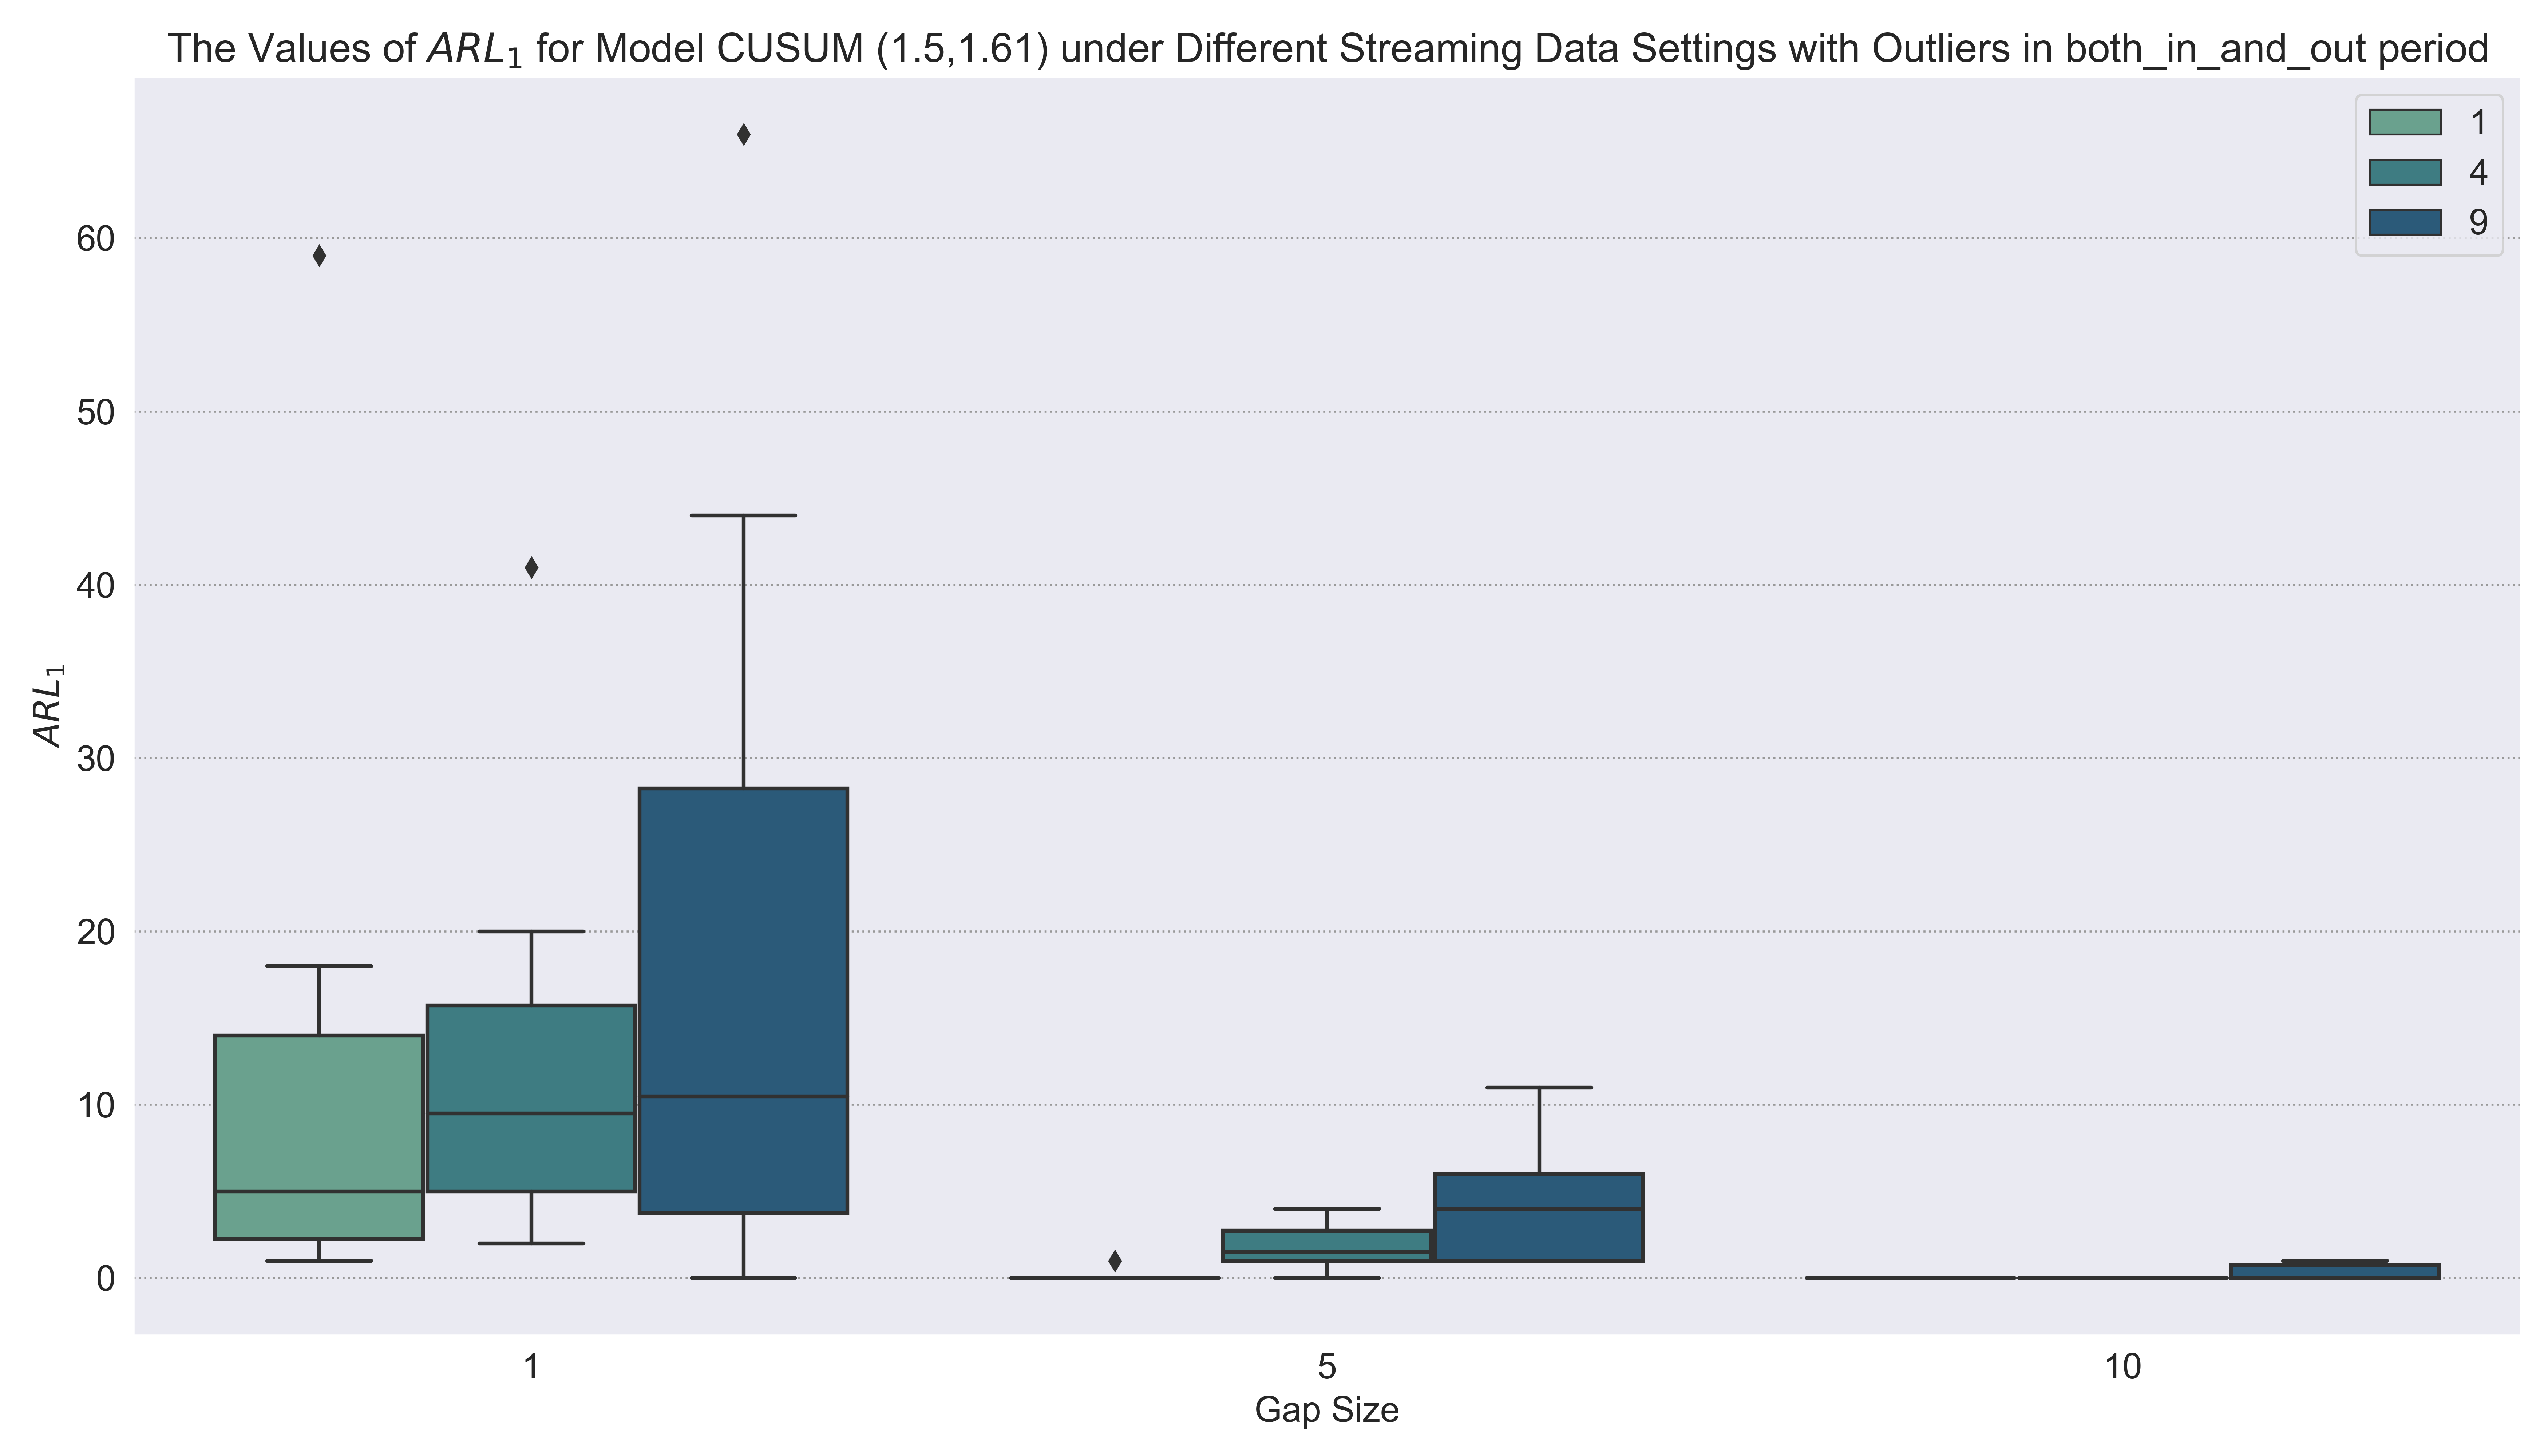 The Values of ARL₁ for Model CUSUM (1.5,1.61) under Different Streaming Data Settings with Outliers in both_in_and_out period
1
4
9
60
50
40
30
20
10
0
ARL₁
1 5 10
Gap Size